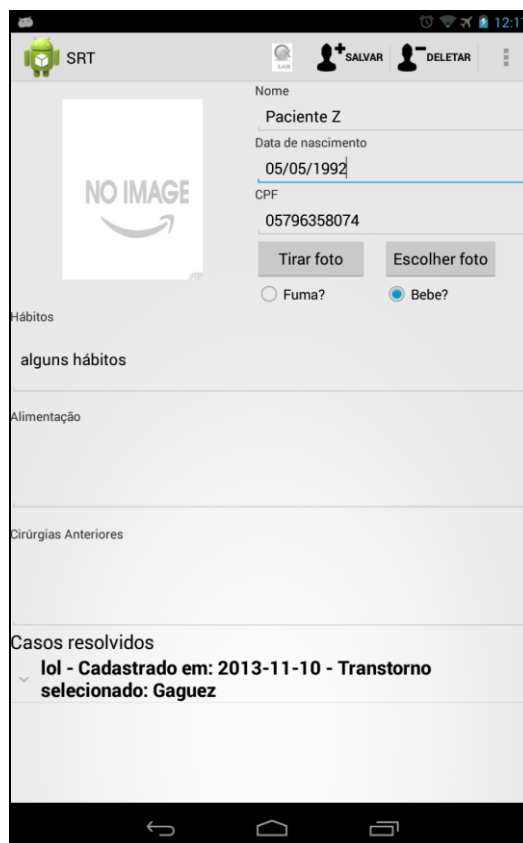 12:1
SRT
SALVAR
DELETAR
Nome
Paciente Z
Data de nascimento
05/05/1992
CPF
05796358074
NO IMAGE
Tirar foto
Escolher foto
Fuma?
Bebe?
Hábitos
alguns hábitos
Alimentação
Cirúrgias Anteriores
Casos resolvidos
lol - Cadastrado em: 2013-11-10 - Transtorno
selecionado: Gaguez